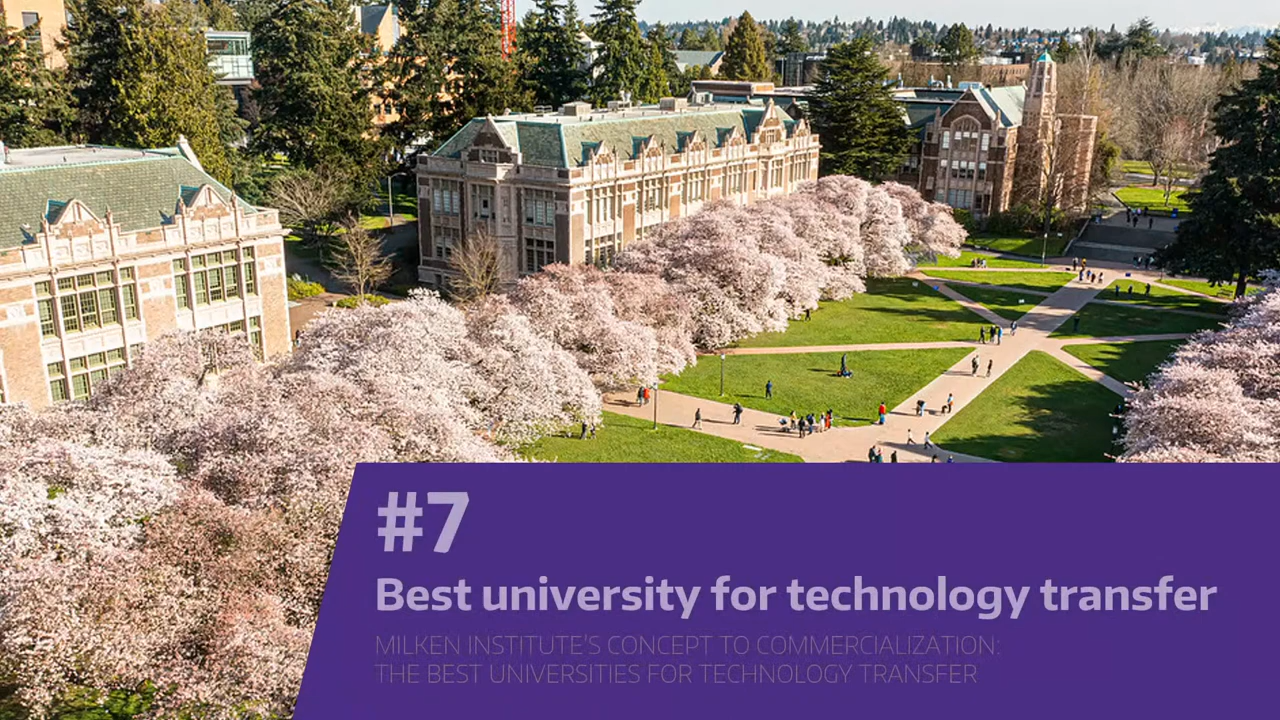 #7
Best university for technology transfer
MILKEN INSTITUTE'S CONCEPT TO COMMERCIALIZATION:
THE BEST UNIVERSITIES FOR TECHNOLOGY TRANSFER